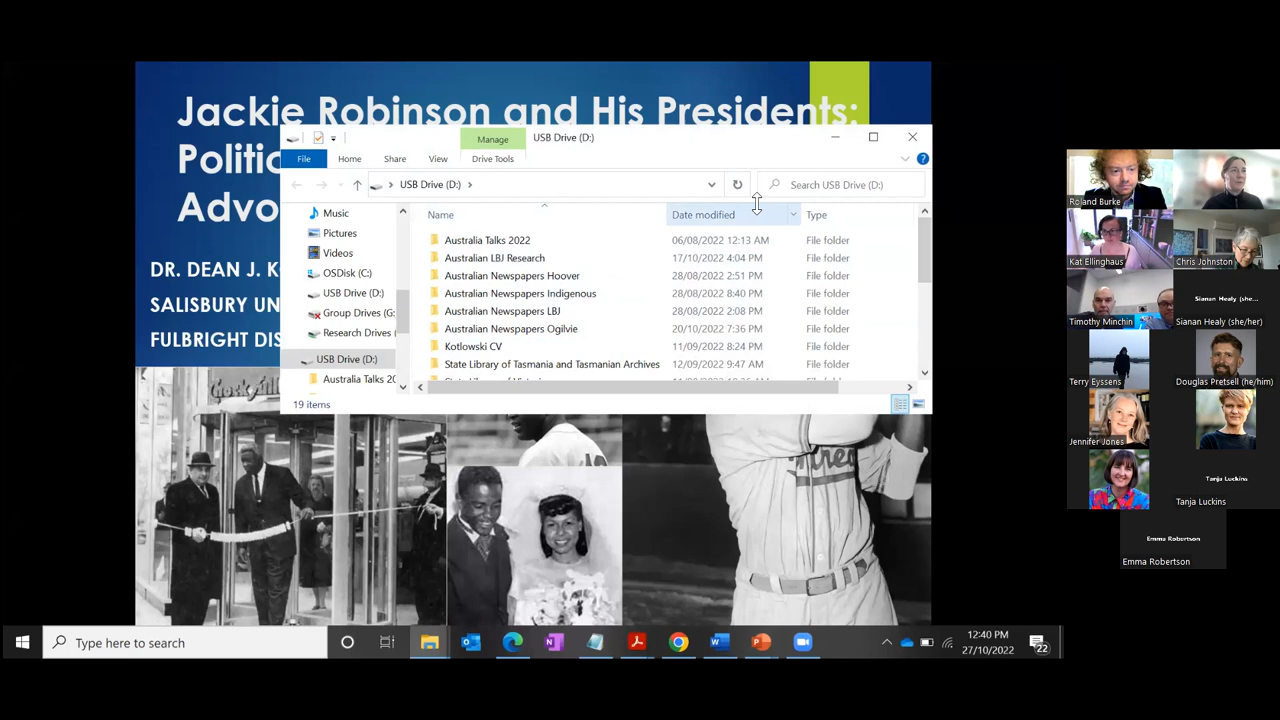 Jackie Robinson and His Presidents:
Politic
Advo
DR. DEAN J. K
SALISBURY UN
FULBRIGHT DIS
Manage
USB Drive (D:)
File
Home
Share
View
Drive Tools
USB Drive (D:)
Search USB Drive (D:)
Music
Pictures
Videos
OSDisk (C:)
USB Drive (D:)
Group Drives (G:
Research Drives (
USB Drive (D:)
Australia Talks 20
Name
Date modified
Type
Australia Talks 2022
06/08/2022 12:13 AM
File folder
Australian LBJ Research
17/10/2022 4:04 PM
File folder
Australian Newspapers Hoover
28/08/2022 2:51 PM
File folder
Australian Newspapers Indigenous
28/08/2022 8:40 PM
File folder
Australian Newspapers LBJ
28/08/2022 2:08 PM
File folder
Australian Newspapers Ogilvie
20/10/2022 7:36 PM
File folder
Kotlowski CV
11/09/2022 8:24 PM
File folder
State Library of Tasmania and Tasmanian Archives
12/09/2022 9:47 AM
File folder
19 items
Type here to search
12:40 PM
27/10/2022
22
Roland Burke
Kat Ellinghaus
Chris Johnston
Timothy Minchin
Sianan Healy (she...
Sianan Healy (she/her)
Terry Eyssens
Douglas Pretsell (he/him)
Jennifer Jones
Tanja Luckins
Tanja Luckins
Emma Robertson
Emma Robertson